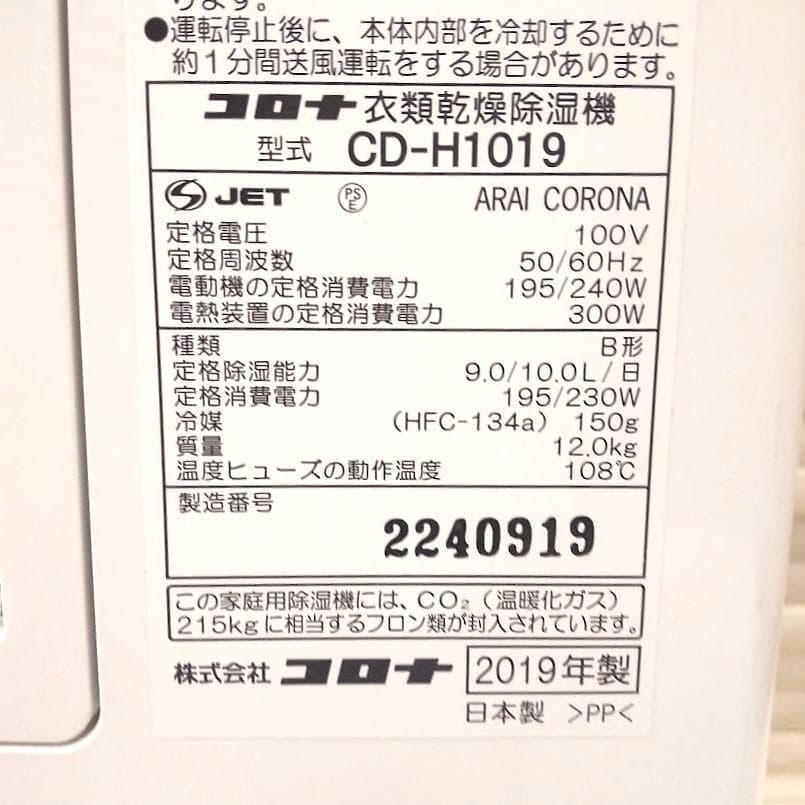 ります。
●運転停止後に、本体内部を冷却するために
約1分間送風運転をする場合があります。
コロナ衣類乾燥除湿機
型式 CD-H1019
JET PSE ARAI CORONA
定格電圧 100V
定格周波数 50/60Hz
電動機の定格消費電力 195/240W
電熱装置の定格消費電力 300W
種類 B形
定格除湿能力 9.0/10.0L/日
定格消費電力 195/230W
冷媒 (HFC-134a) 150g
質量 12.0kg
温度ヒューズの動作温度 108℃
製造番号
2240919
この家庭用除湿機には、CO₂（温暖化ガス）
215kgに相当するフロン類が封入されています。
株式会社 コロナ 2019年製
日本製 >PP<